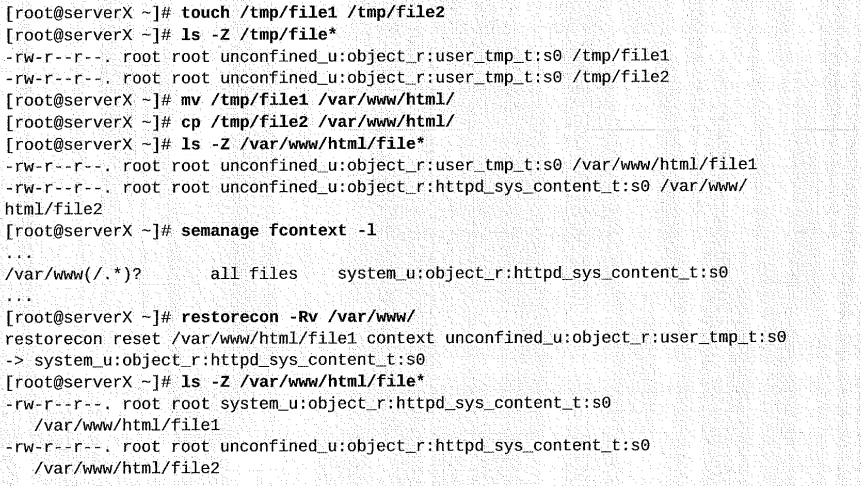 [root@serverX ~]# touch /tmp/file1 /tmp/file2
[root@serverX ~]# ls -Z /tmp/file*
-rw-r--r--. root root unconfined_u:object_r:user_tmp_t:s0 /tmp/file1
-rw-r--r--. root root unconfined_u:object_r:user_tmp_t:s0 /tmp/file2
[root@serverX ~]# mv /tmp/file1 /var/www/html/
[root@serverX ~]# cp /tmp/file2 /var/www/html/
[root@serverX ~]# ls -Z /var/www/html/file*
-rw-r--r--. root root unconfined_u:object_r:user_tmp_t:s0 /var/www/html/file1
-rw-r--r--. root root unconfined_u:object_r:httpd_sys_content_t:s0 /var/www/
html/file2
[root@serverX ~]# semanage fcontext -l
...
/var/www(/.*)?       all files    system_u:object_r:httpd_sys_content_t:s0
...
[root@serverX ~]# restorecon -Rv /var/www/
restorecon reset /var/www/html/file1 context unconfined_u:object_r:user_tmp_t:s0
-> system_u:object_r:httpd_sys_content_t:s0
[root@serverX ~]# ls -Z /var/www/html/file*
-rw-r--r--. root root system_u:object_r:httpd_sys_content_t:s0
   /var/www/html/file1
-rw-r--r--. root root unconfined_u:object_r:httpd_sys_content_t:s0
   /var/www/html/file2